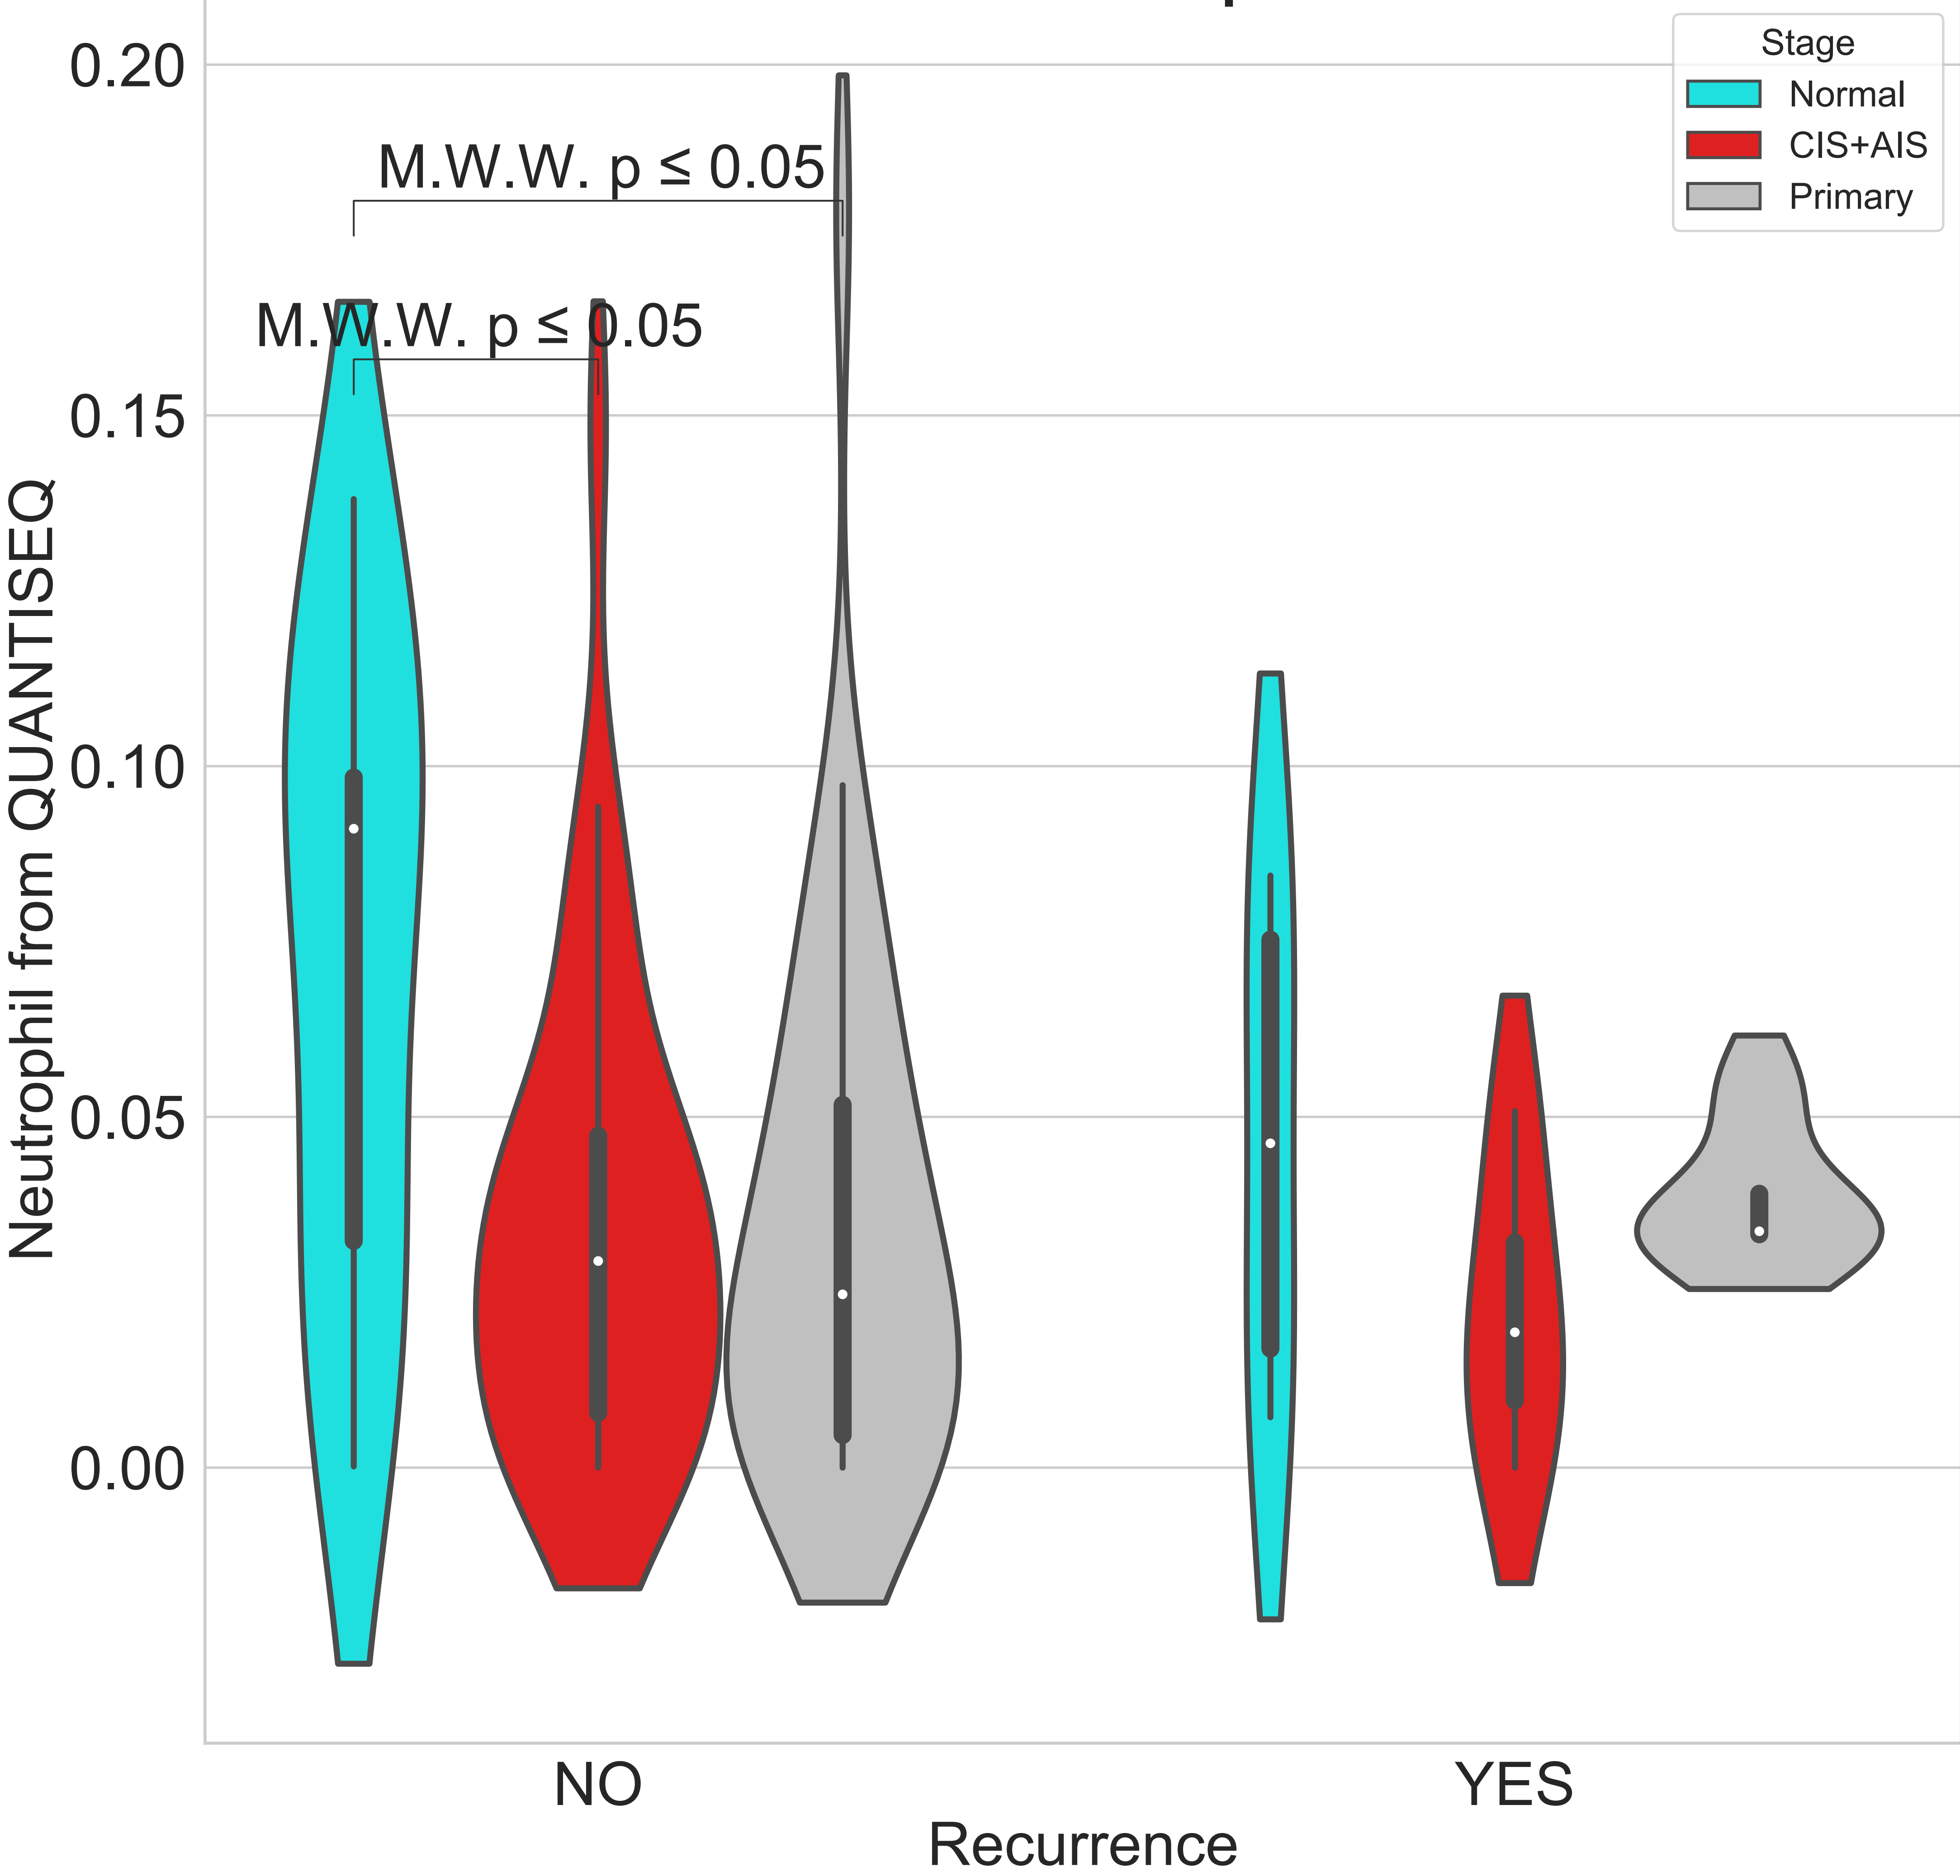 Stage
Normal
CIS+AIS
Primary
0.20
0.15
0.10
0.05
0.00
M.W.W. p ≤ 0.05
M.W.W. p ≤ 0.05
Neutrophil from QUANTISEQ
NO
YES
Recurrence